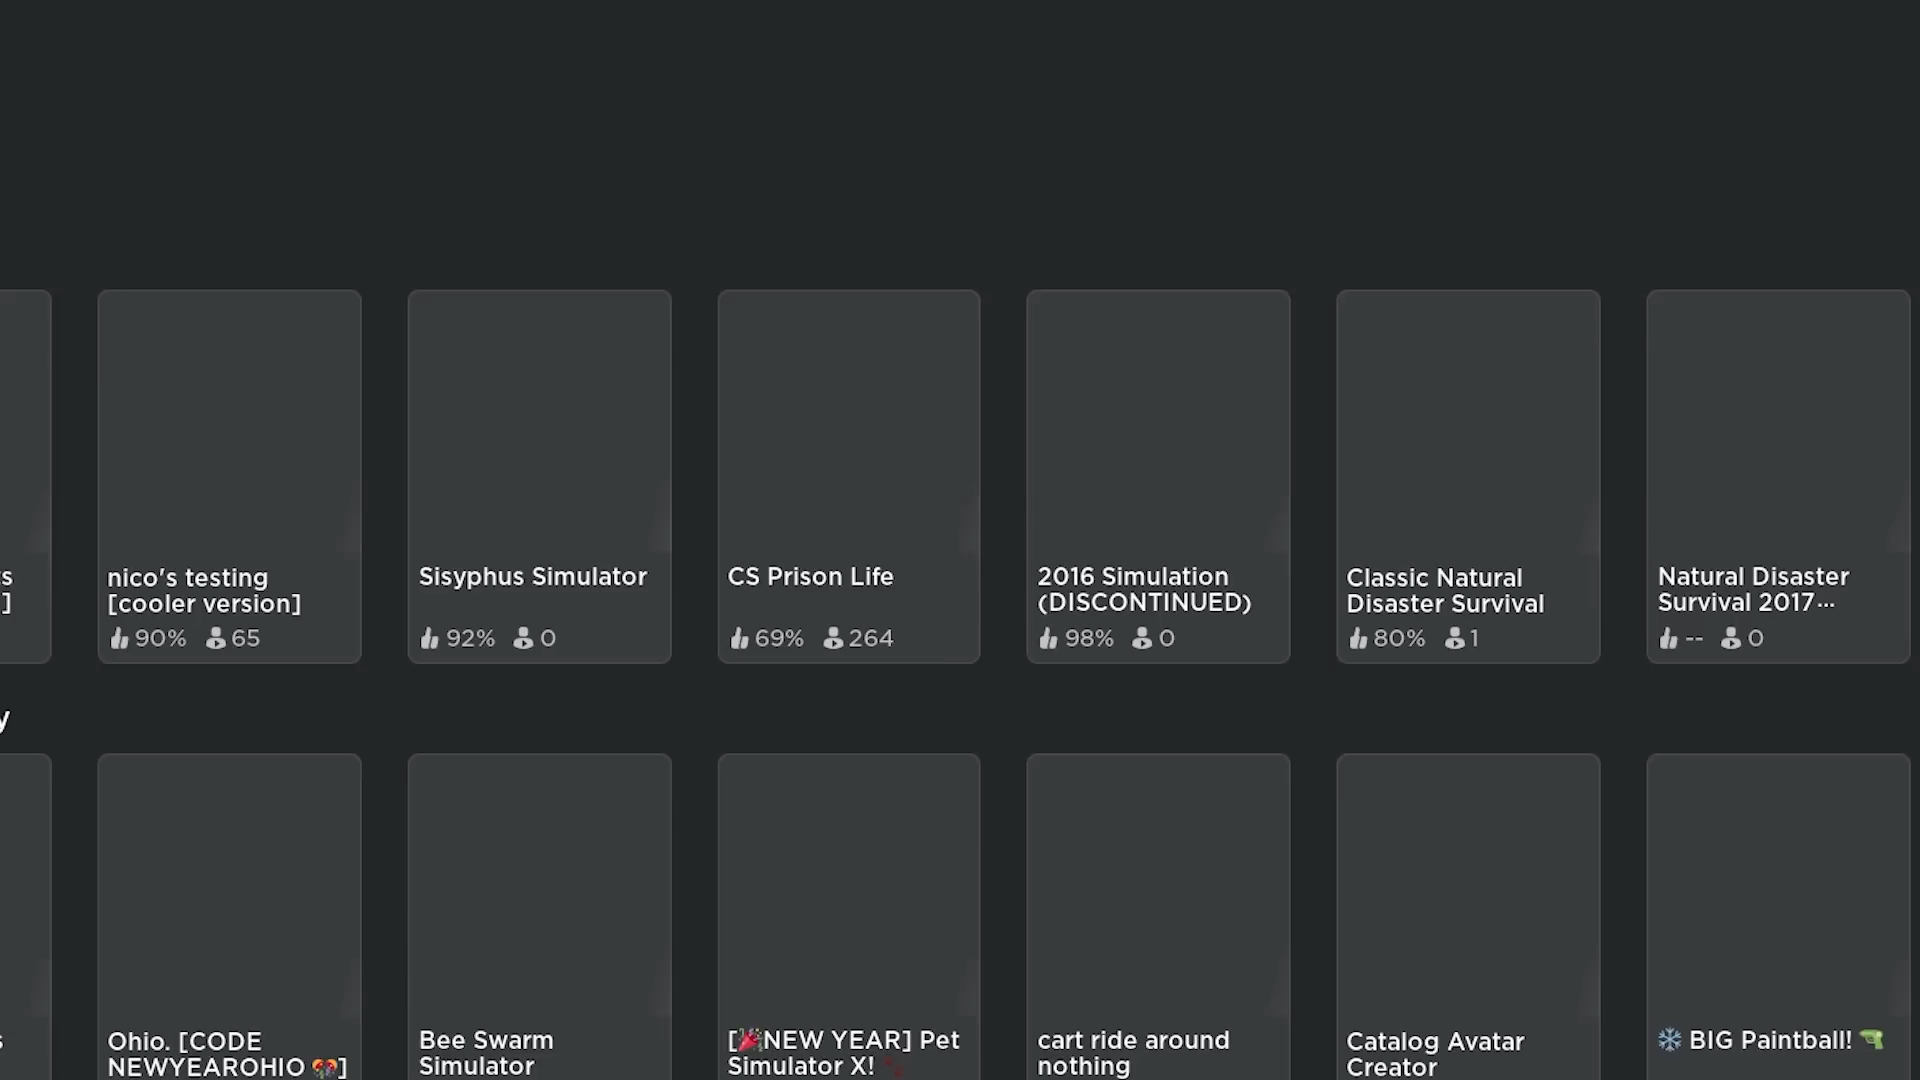 s
]
nico's testing
[cooler version]
90% 65
Sisyphus Simulator
92% 0
CS Prison Life
69% 264
2016 Simulation
(DISCONTINUED)
98% 0
Classic Natural
Disaster Survival
80% 1
Natural Disaster
Survival 2017...
-- 0
y
s
Ohio. [CODE
NEWYEAROHIO 🎊]
Bee Swarm
Simulator
[🎉NEW YEAR] Pet
Simulator X! 🐾
cart ride around
nothing
Catalog Avatar
Creator
❄️ BIG Paintball! 🔫